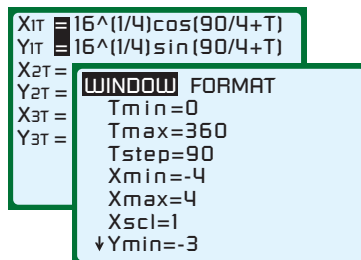 X1T =16^(1/4)cos(90/4+T)
Y1T =16^(1/4)sin(90/4+T)
X2T =
Y2T =
X3T =
Y3T =
WINDOW FORMAT
Tmin=0
Tmax=360
Tstep=90
Xmin=-4
Xmax=4
Xscl=1
↓Ymin=-3